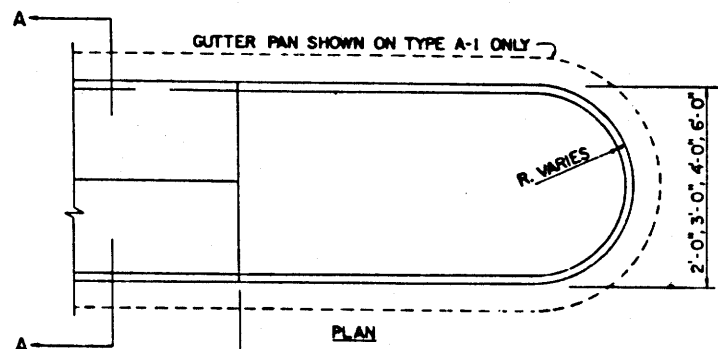 A
GUTTER PAN SHOWN ON TYPE A-1 ONLY
R. VARIES
2'-0", 3'-0", 4'-0", 6'-0"
A
PLAN